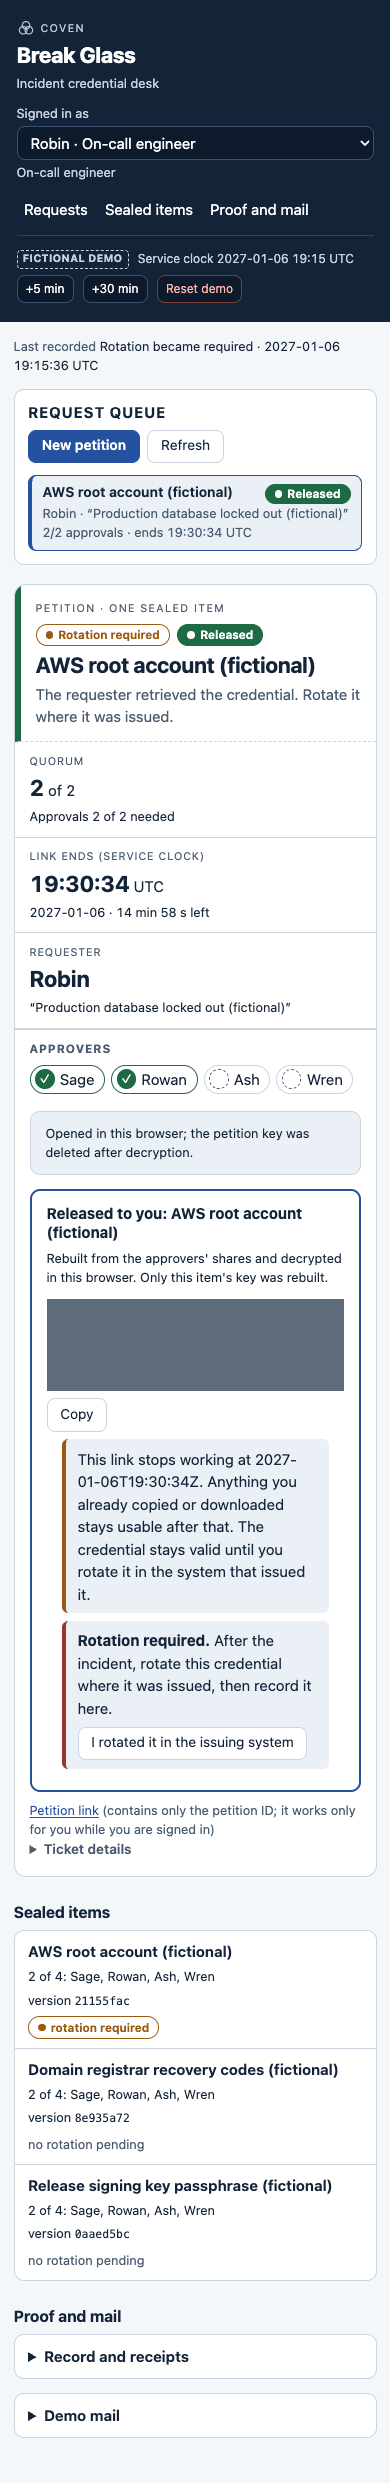 COVEN
Break Glass
Incident credential desk
Signed in as
Robin · On-call engineer
On-call engineer
Requests Sealed items Proof and mail
FICTIONAL DEMO Service clock 2027-01-06 19:15 UTC
+5 min +30 min Reset demo
Last recorded Rotation became required · 2027-01-06
19:15:36 UTC
REQUEST QUEUE
New petition Refresh
AWS root account (fictional) Released
Robin · “Production database locked out (fictional)”
2/2 approvals · ends 19:30:34 UTC
PETITION · ONE SEALED ITEM
Rotation required Released
AWS root account (fictional)
The requester retrieved the credential. Rotate it
where it was issued.
QUORUM
2 of 2
Approvals 2 of 2 needed
LINK ENDS (SERVICE CLOCK)
19:30:34 UTC
2027-01-06 · 14 min 58 s left
REQUESTER
Robin
“Production database locked out (fictional)”
APPROVERS
Sage Rowan Ash Wren
Opened in this browser; the petition key was
deleted after decryption.
Released to you: AWS root account
(fictional)
Rebuilt from the approvers' shares and decrypted
in this browser. Only this item's key was rebuilt.
Copy
This link stops working at 2027-
01-06T19:30:34Z. Anything you
already copied or downloaded
stays usable after that. The
credential stays valid until you
rotate it in the system that issued
it.
Rotation required. After the
incident, rotate this credential
where it was issued, then record it
here.
I rotated it in the issuing system
Petition link (contains only the petition ID; it works only
for you while you are signed in)
Ticket details
Sealed items
AWS root account (fictional)
2 of 4: Sage, Rowan, Ash, Wren
version 21155fac
rotation required
Domain registrar recovery codes (fictional)
2 of 4: Sage, Rowan, Ash, Wren
version 8e935a72
no rotation pending
Release signing key passphrase (fictional)
2 of 4: Sage, Rowan, Ash, Wren
version 0aaed5bc
no rotation pending
Proof and mail
Record and receipts
Demo mail